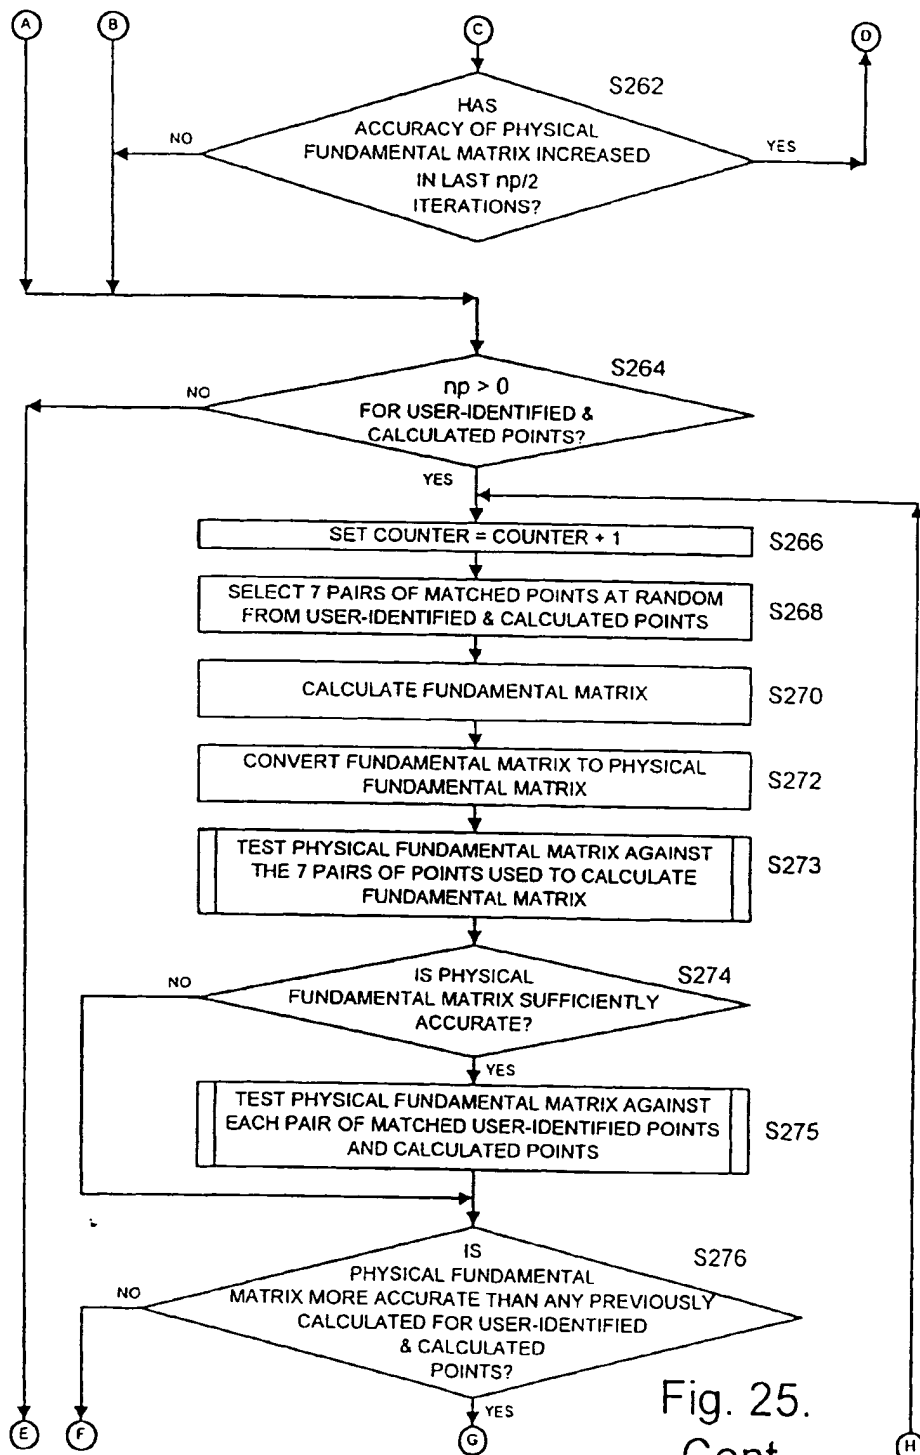 A
B
C
D
S262
HAS
ACCURACY OF PHYSICAL
FUNDAMENTAL MATRIX INCREASED
IN LAST np/2
ITERATIONS?
NO
YES
S264
np > 0
FOR USER-IDENTIFIED &
CALCULATED POINTS?
NO
YES
SET COUNTER = COUNTER + 1
S266
SELECT 7 PAIRS OF MATCHED POINTS AT RANDOM
FROM USER-IDENTIFIED & CALCULATED POINTS
S268
CALCULATE FUNDAMENTAL MATRIX
S270
CONVERT FUNDAMENTAL MATRIX TO PHYSICAL
FUNDAMENTAL MATRIX
S272
TEST PHYSICAL FUNDAMENTAL MATRIX AGAINST
THE 7 PAIRS OF POINTS USED TO CALCULATE
FUNDAMENTAL MATRIX
S273
IS PHYSICAL
FUNDAMENTAL MATRIX SUFFICIENTLY
ACCURATE?
S274
NO
YES
TEST PHYSICAL FUNDAMENTAL MATRIX AGAINST
EACH PAIR OF MATCHED USER-IDENTIFIED POINTS
AND CALCULATED POINTS
S275
S276
IS
PHYSICAL FUNDAMENTAL
MATRIX MORE ACCURATE THAN ANY PREVIOUSLY
CALCULATED FOR USER-IDENTIFIED
& CALCULATED
POINTS?
NO
YES
Fig. 25.
Cont
E
F
G
H